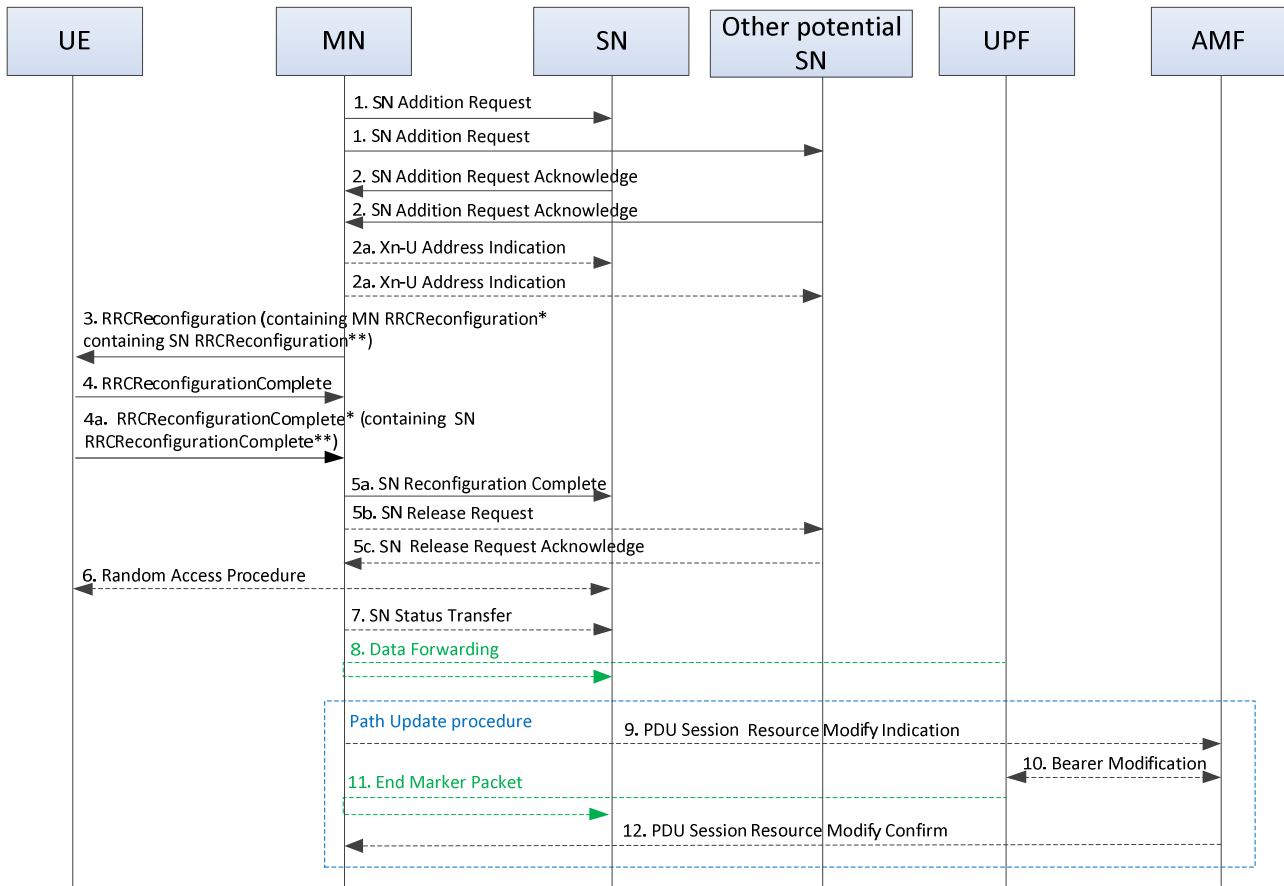 UE
MN
SN
Other potential
SN
UPF
AMF
1. SN Addition Request
1. SN Addition Request
2. SN Addition Request Acknowledge
2. SN Addition Request Acknowledge
2a. Xn-U Address Indication
2a. Xn-U Address Indication
3. RRCReconfiguration (containing MN RRCReconfiguration*
containing SN RRCReconfiguration**)
4. RRCReconfigurationComplete
4a. RRCReconfigurationComplete* (containing SN
RRCReconfigurationComplete**)
5a. SN Reconfiguration Complete
5b. SN Release Request
5c. SN Release Request Acknowledge
6. Random Access Procedure
7. SN Status Transfer
8. Data Forwarding
Path Update procedure
9. PDU Session Resource Modify Indication
10. Bearer Modification
11. End Marker Packet
12. PDU Session Resource Modify Confirm